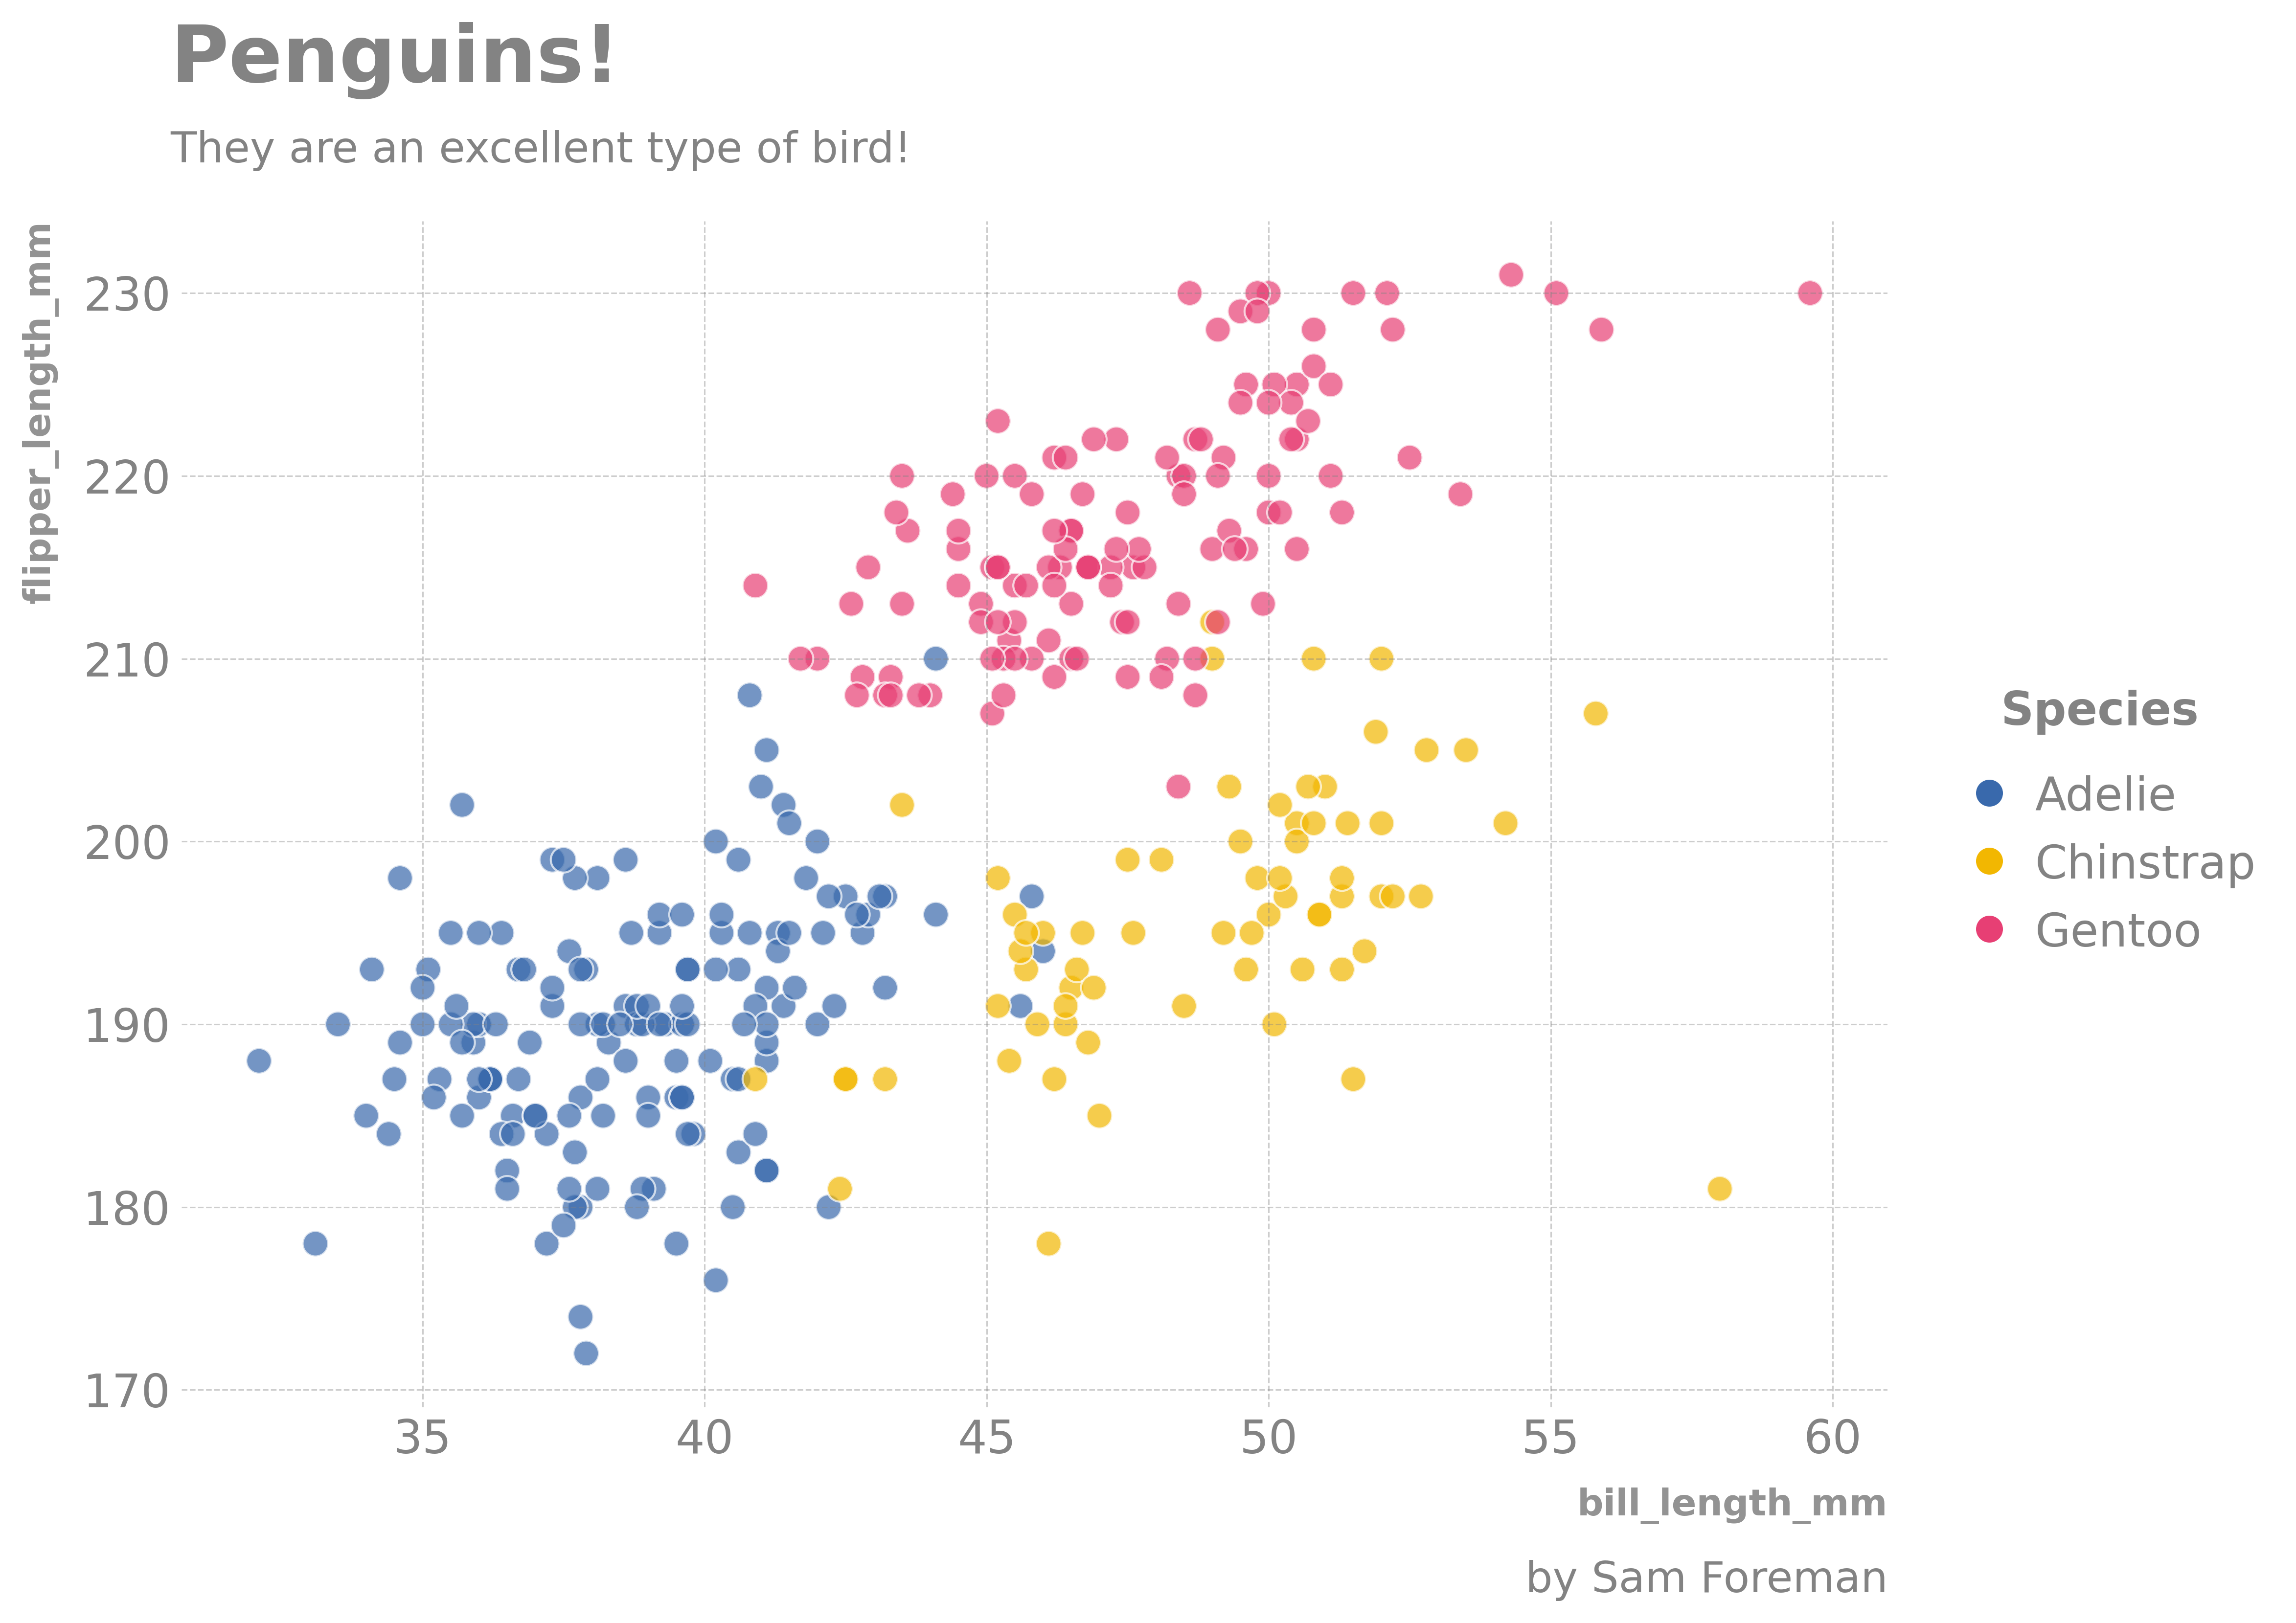 Penguins!
They are an excellent type of bird!
flipper_length_mm
230
220
210
200
190
180
170
35 40 45 50 55 60
bill_length_mm
by Sam Foreman
Species
Adelie
Chinstrap
Gentoo